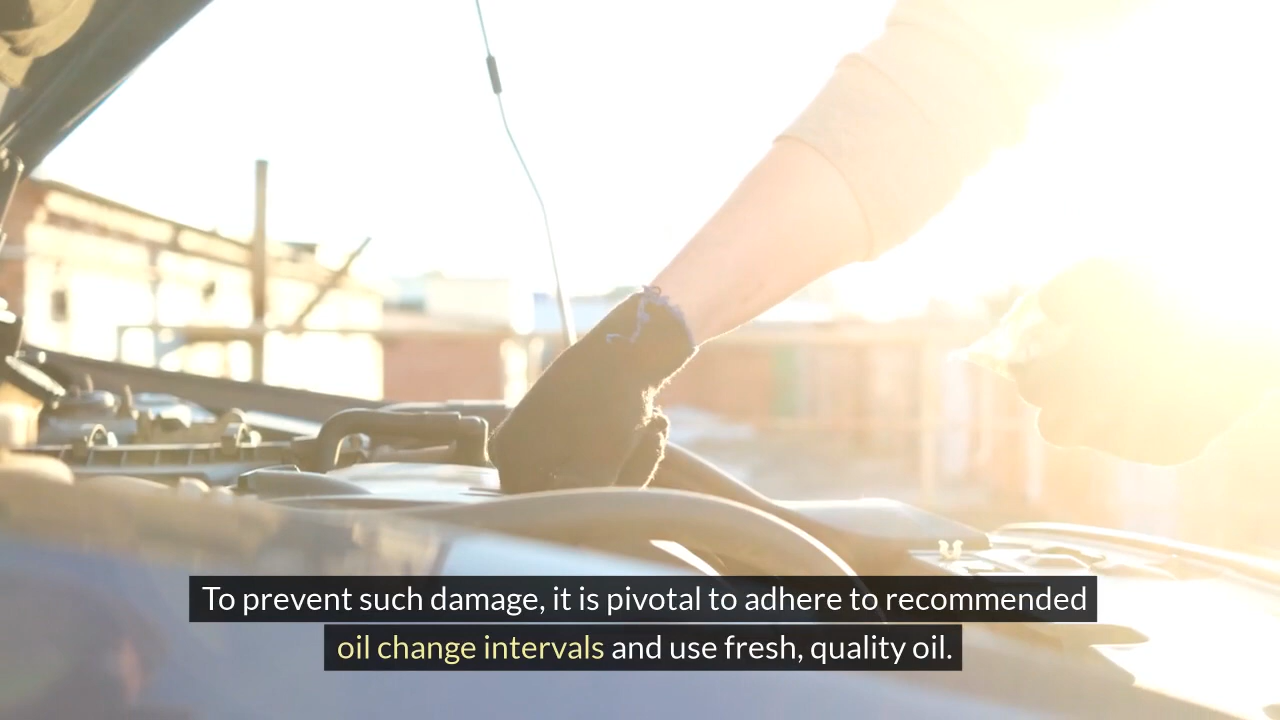 To prevent such damage, it is pivotal to adhere to recommended
oil change intervals and use fresh, quality oil.